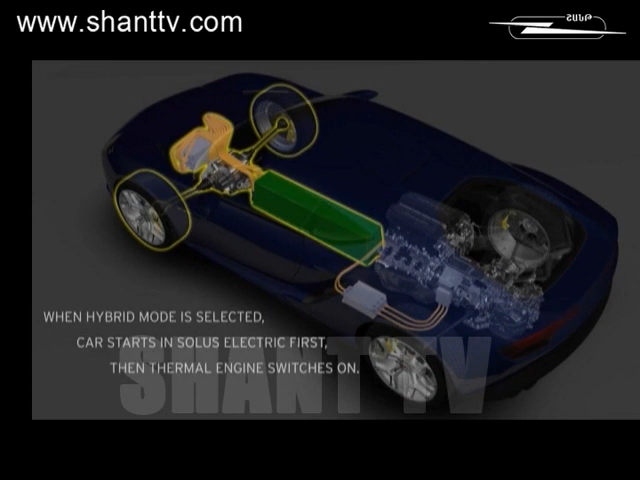 www.shanttv.com
ՇԱՆԹ
WHEN HYBRID MODE IS SELECTED,
CAR STARTS IN SOLUS ELECTRIC FIRST,
THEN THERMAL ENGINE SWITCHES ON.
SHANT TV